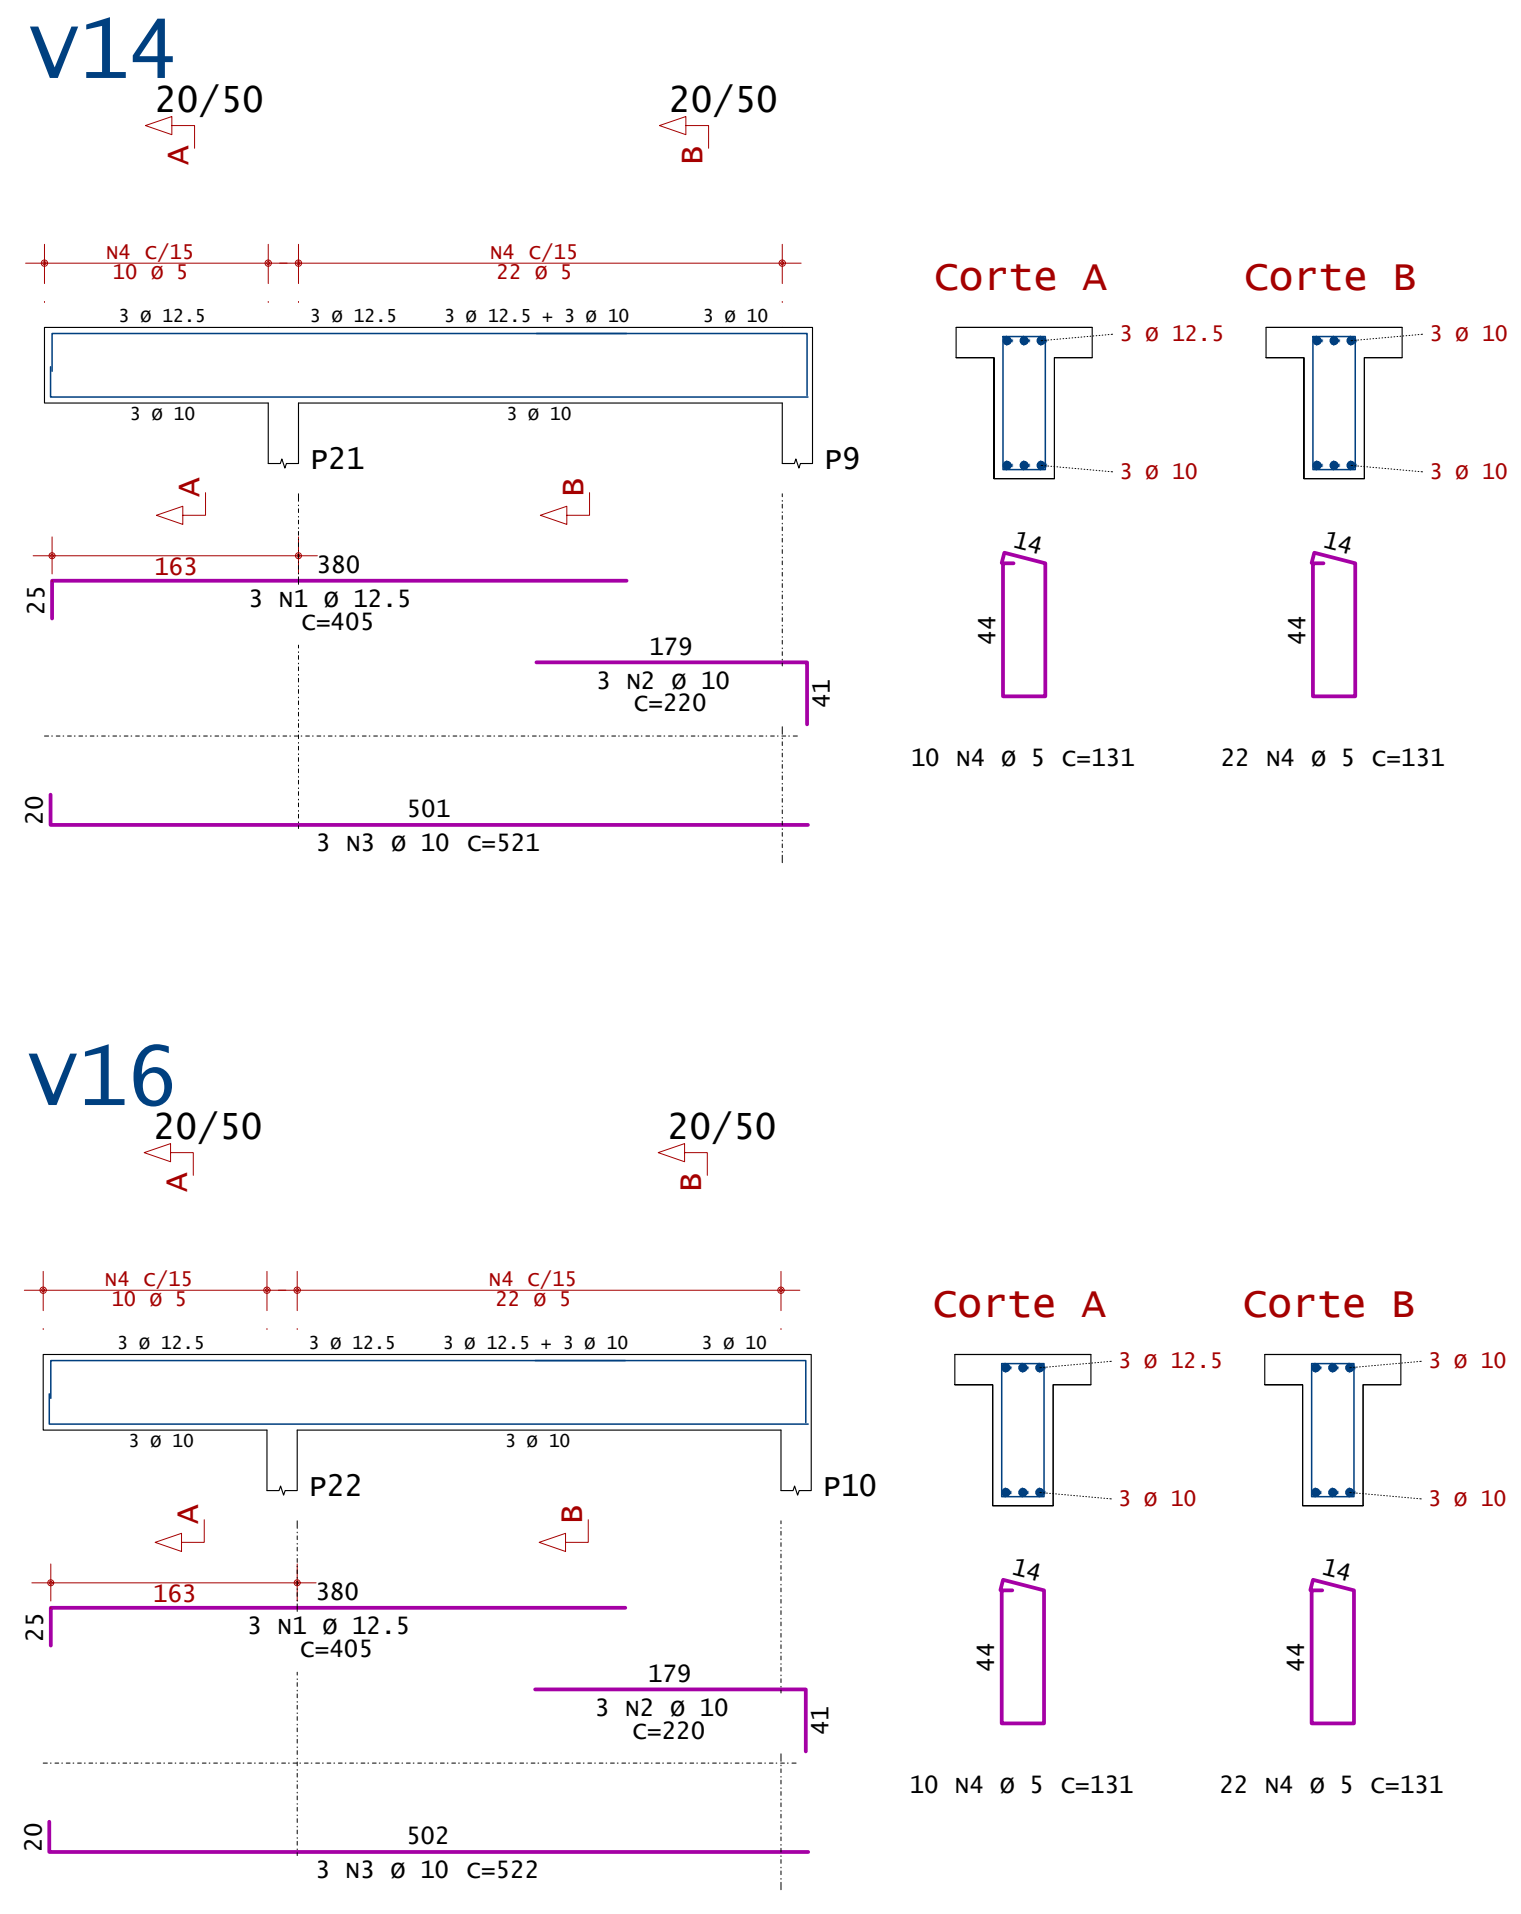 V14
20/50 20/50
A B
N4 C/15 N4 C/15
10 Ø 5 22 Ø 5
Corte A Corte B
3 Ø 12.5 3 Ø 12.5 3 Ø 12.5 + 3 Ø 10 3 Ø 10
3 Ø 12.5 3 Ø 10
3 Ø 10 3 Ø 10
P21 P9
3 Ø 10 3 Ø 10
A B
14 14
163 380
25
3 N1 Ø 12.5
C=405
44 44
179
3 N2 Ø 10
C=220
41
10 N4 Ø 5 C=131 22 N4 Ø 5 C=131
20
501
3 N3 Ø 10 C=521
V16
20/50 20/50
A B
N4 C/15 N4 C/15
10 Ø 5 22 Ø 5
Corte A Corte B
3 Ø 12.5 3 Ø 12.5 3 Ø 12.5 + 3 Ø 10 3 Ø 10
3 Ø 12.5 3 Ø 10
3 Ø 10 3 Ø 10
P22 P10
3 Ø 10 3 Ø 10
A B
14 14
163 380
25
3 N1 Ø 12.5
C=405
44 44
179
3 N2 Ø 10
C=220
41
10 N4 Ø 5 C=131 22 N4 Ø 5 C=131
20
502
3 N3 Ø 10 C=522